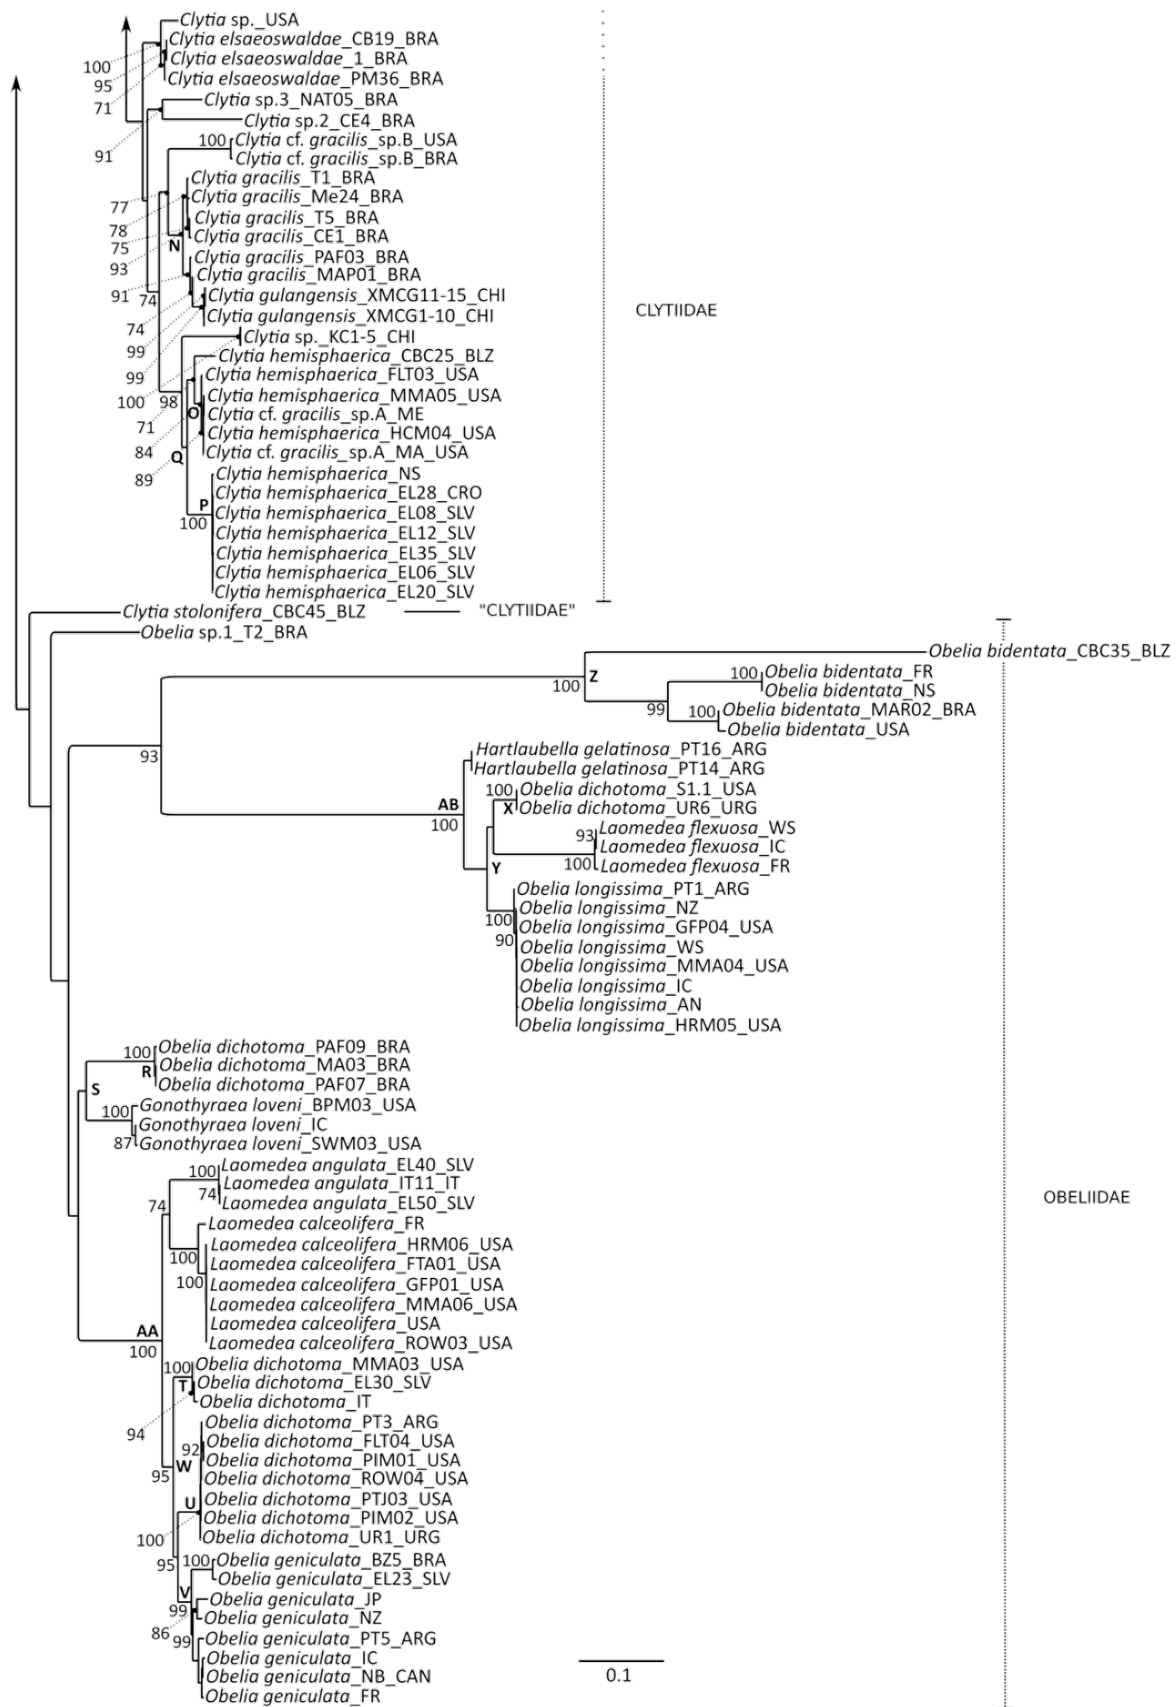 Clytia sp._USA
Clytia elsaeoswaldae_CB19_BRA
Clytia elsaeoswaldae_1_BRA
100
Clytia elsaeoswaldae_PM36_BRA
95
Clytia sp.3_NAT05_BRA
71
Clytia sp.2_CE4_BRA
100 Clytia cf. gracilis_sp.B_USA
91 Clytia cf. gracilis_sp.B_BRA
Clytia gracilis_T1_BRA
Clytia gracilis_Me24_BRA
77
Clytia gracilis_T5_BRA
78
Clytia gracilis_CE1_BRA
75 N
Clytia gracilis_PAF03_BRA
93
Clytia gracilis_MAP01_BRA
91 74 Clytia gulangensis_XMCG11-15_CHI
CLYTIIDAE
Clytia gulangensis_XMCG1-10_CHI
74
Clytia sp._KC1-5_CHI
99
Clytia hemisphaerica_CBC25_BLZ
99
Clytia hemisphaerica_FLT03_USA
Clytia hemisphaerica_MMA05_USA
100 98
O Clytia cf. gracilis_sp.A_ME
71
Clytia hemisphaerica_HCM04_USA
84 Q Clytia cf. gracilis_sp.A_MA_USA
89 Clytia hemisphaerica_NS
Clytia hemisphaerica_EL28_CRO
P
Clytia hemisphaerica_EL08_SLV
100
Clytia hemisphaerica_EL12_SLV
Clytia hemisphaerica_EL35_SLV
Clytia hemisphaerica_EL06_SLV
Clytia hemisphaerica_EL20_SLV
Clytia stolonifera_CBC45_BLZ "CLYTIIDAE"
Obelia sp.1_T2_BRA
Obelia bidentata_CBC35_BLZ
100 Obelia bidentata_FR
Z
100 Obelia bidentata_NS
99 100 Obelia bidentata_MAR02_BRA
Obelia bidentata_USA
93 Hartlaubella gelatinosa_PT16_ARG
Hartlaubella gelatinosa_PT14_ARG
100 Obelia dichotoma_S1.1_USA
AB X Obelia dichotoma_UR6_URG
100 93 Laomedea flexuosa_WS
Laomedea flexuosa_IC
Y 100 Laomedea flexuosa_FR
Obelia longissima_PT1_ARG
Obelia longissima_NZ
100
Obelia longissima_GFP04_USA
90
Obelia longissima_WS
Obelia longissima_MMA04_USA
Obelia longissima_IC
Obelia longissima_AN
Obelia longissima_HRM05_USA
100 Obelia dichotoma_PAF09_BRA
R Obelia dichotoma_MA03_BRA
S Obelia dichotoma_PAF07_BRA
100 Gonothyraea loveni_BPM03_USA
Gonothyraea loveni_IC
87 Gonothyraea loveni_SWM03_USA
100 Laomedea angulata_EL40_SLV
74 Laomedea angulata_IT11_IT
74 Laomedea angulata_EL50_SLV
OBELIIDAE
Laomedea calceolifera_FR
Laomedea calceolifera_HRM06_USA
100
Laomedea calceolifera_FTA01_USA
100 Laomedea calceolifera_GFP01_USA
Laomedea calceolifera_MMA06_USA
AA Laomedea calceolifera_USA
100 Laomedea calceolifera_ROW03_USA
100 Obelia dichotoma_MMA03_USA
T Obelia dichotoma_EL30_SLV
Obelia dichotoma_IT
94 Obelia dichotoma_PT3_ARG
92 Obelia dichotoma_FLT04_USA
W Obelia dichotoma_PIM01_USA
95 Obelia dichotoma_ROW04_USA
U Obelia dichotoma_PTJ03_USA
Obelia dichotoma_PIM02_USA
100 Obelia dichotoma_UR1_URG
95 100 Obelia geniculata_BZ5_BRA
Obelia geniculata_EL23_SLV
V Obelia geniculata_JP
99 Obelia geniculata_NZ
86 99 Obelia geniculata_PT5_ARG
Obelia geniculata_IC
Obelia geniculata_NB_CAN
0.1
Obelia geniculata_FR